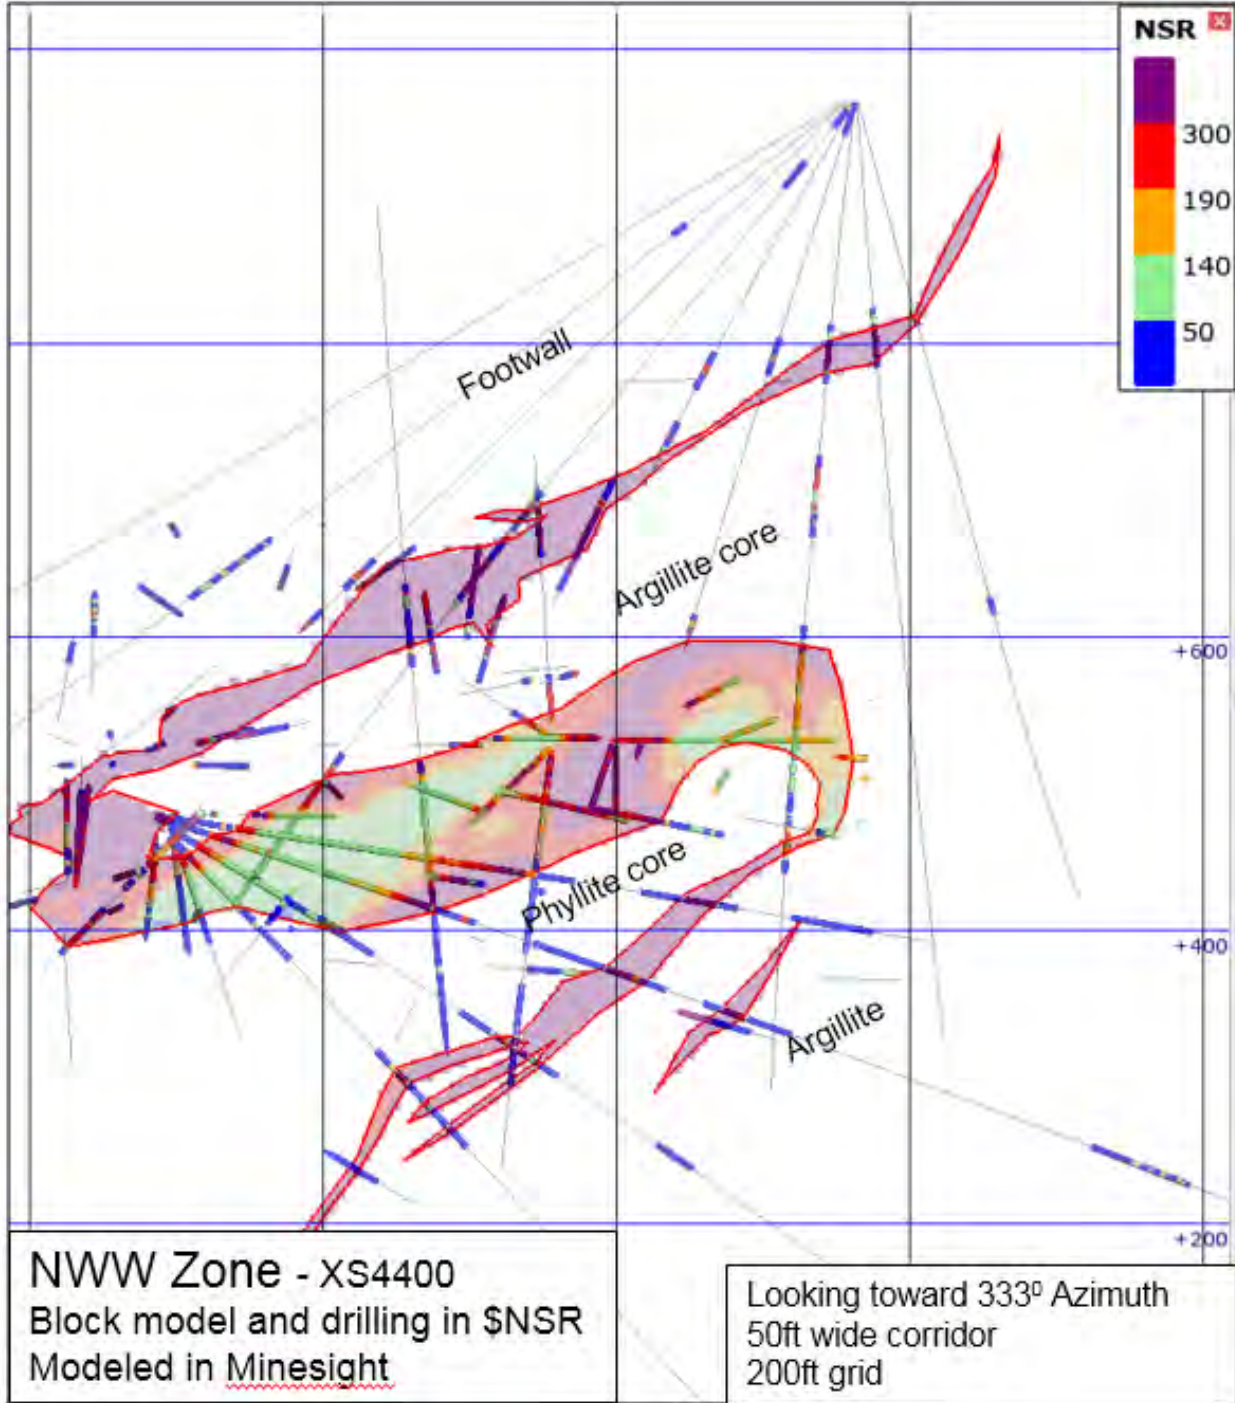 NSR
300
190
140
50
Footwall
Argillite core
+600
Phyllite core
+400
Argillite
+200
NWW Zone - XS4400
Block model and drilling in $NSR
Modeled in Minesight
Looking toward 333⁰ Azimuth
50ft wide corridor
200ft grid